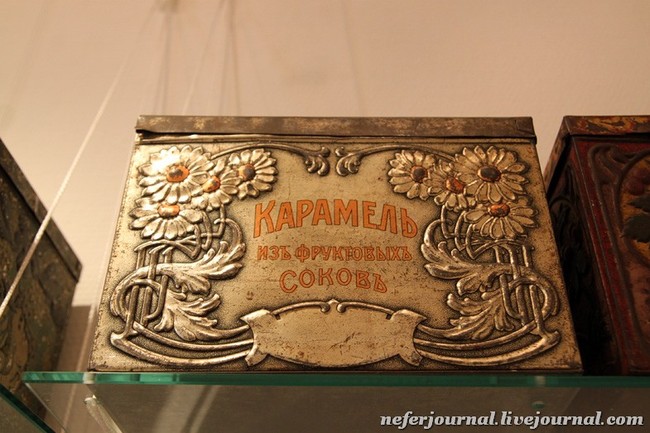 КАРАМЕЛЬ
ИЗЪ ФРУКТОВЫХЪ
СОКОВЪ
neferjournal.livejournal.com